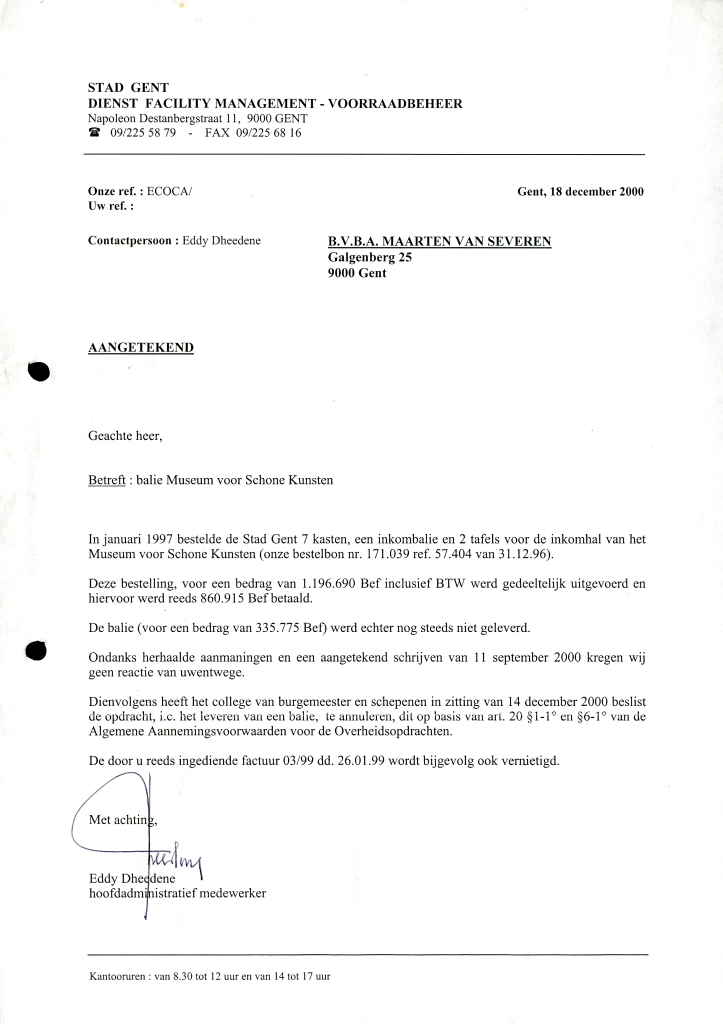 STAD GENT
DIENST FACILITY MANAGEMENT - VOORRAADBEHEER
Napoleon Destanbergstraat 11, 9000 GENT
☎ 09/225 58 79 - FAX 09/225 68 16
Onze ref. : ECOCA/
Gent, 18 december 2000
Uw ref. :
Contactpersoon : Eddy Dheedene
B.V.B.A. MAARTEN VAN SEVEREN
Galgenberg 25
9000 Gent
AANGETEKEND
Geachte heer,
Betreft : balie Museum voor Schone Kunsten
In januari 1997 bestelde de Stad Gent 7 kasten, een inkombalie en 2 tafels voor de inkomhal van het
Museum voor Schone Kunsten (onze bestelbon nr. 171.039 ref. 57.404 van 31.12.96).
Deze bestelling, voor een bedrag van 1.196.690 Bef inclusief BTW werd gedeeltelijk uitgevoerd en
hiervoor werd reeds 860.915 Bef betaald.
De balie (voor een bedrag van 335.775 Bef) werd echter nog steeds niet geleverd.
Ondanks herhaalde aanmaningen en een aangetekend schrijven van 11 september 2000 kregen wij
geen reactie van uwentwege.
Dienvolgens heeft het college van burgemeester en schepenen in zitting van 14 december 2000 beslist
de opdracht, i.c. het leveren van een balie, te annuleren, dit op basis van art. 20 §1-1° en §6-1° van de
Algemene Aannemingsvoorwaarden voor de Overheidsopdrachten.
De door u reeds ingediende factuur 03/99 dd. 26.01.99 wordt bijgevolg ook vernietigd.
Met achting,
Eddy Dheedene
hoofdadministratief medewerker
Kantooruren : van 8.30 tot 12 uur en van 14 tot 17 uur